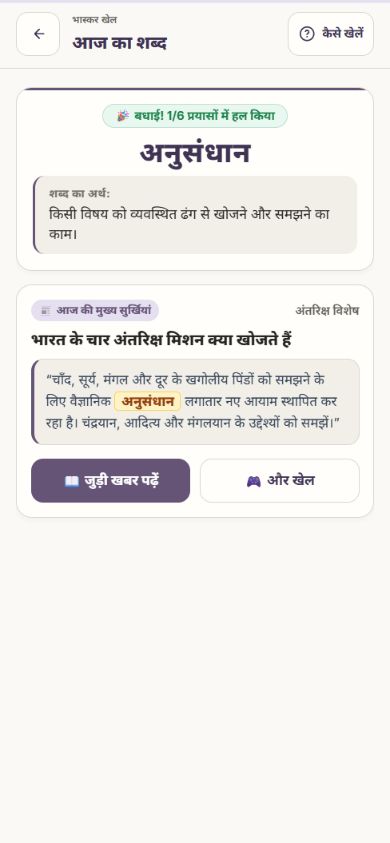 भास्कर खेल
आज का शब्द
कैसे खेलें
🎉 बधाई! 1/6 प्रयासों में हल किया
अनुसंधान
शब्द का अर्थ:
किसी विषय को व्यवस्थित ढंग से खोजने और समझने का
काम।
📰 आज की मुख्य सुर्खियां
अंतरिक्ष विशेष
भारत के चार अंतरिक्ष मिशन क्या खोजते हैं
“चाँद, सूर्य, मंगल और दूर के खगोलीय पिंडों को समझने के
लिए वैज्ञानिक अनुसंधान लगातार नए आयाम स्थापित कर
रहा है। चंद्रयान, आदित्य और मंगलयान के उद्देश्यों को समझें।”
📖 जुड़ी खबर पढ़ें
🎮 और खेल